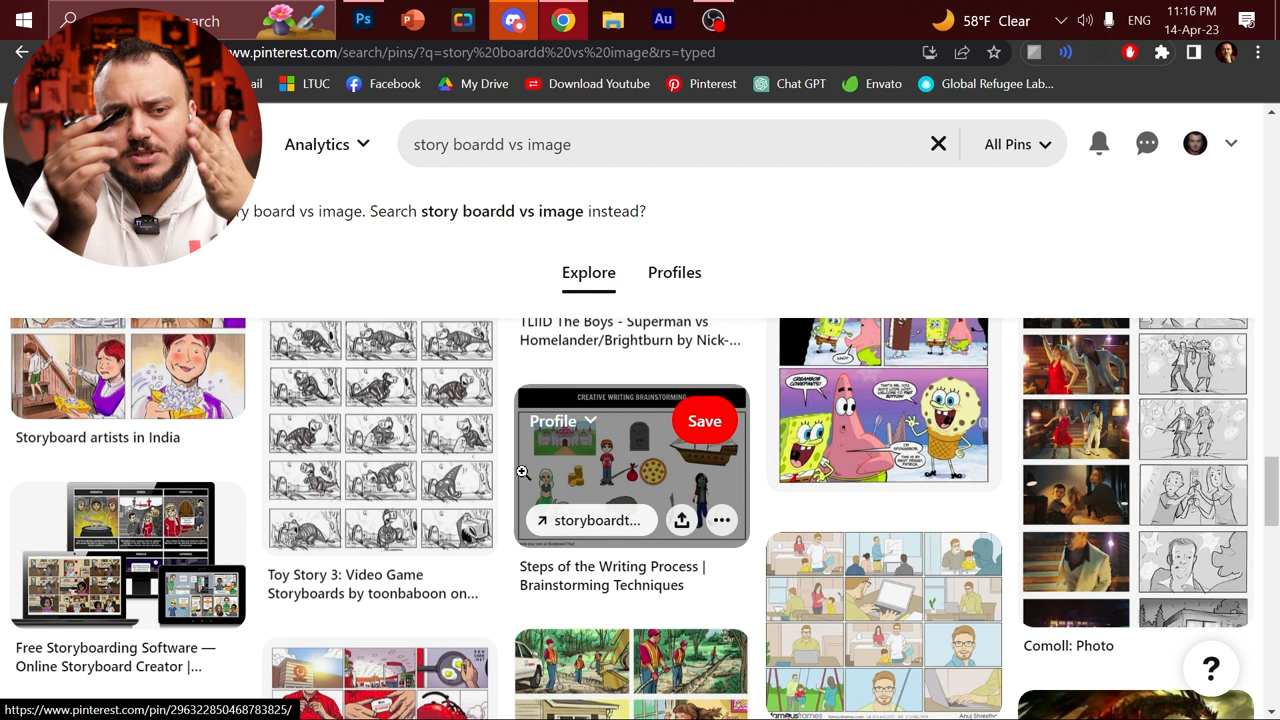 arch
58°F Clear
ENG
11:16 PM
14-Apr-23
ww.pinterest.com/search/pins/?q=story%20boardd%20vs%20image&rs=typed
LTUC
Facebook
My Drive
Download Youtube
Pinterest
Chat GPT
Envato
Global Refugee Lab...
Analytics
story boardd vs image
All Pins
ry board vs image. Search story boardd vs image instead?
Explore
Profiles
TLIID The Boys - Superman vs
Homelander/Brightburn by Nick-...
CREATIVE WRITING BRAINSTORMING
Profile
Save
storyboardt...
Storyboard artists in India
Steps of the Writing Process |
Brainstorming Techniques
Toy Story 3: Video Game
Storyboards by toonbaboon on...
Free Storyboarding Software —
Online Storyboard Creator |...
Comoll: Photo
?
famousframes
Anuj Shrestha
https://www.pinterest.com/pin/296322850468783825/